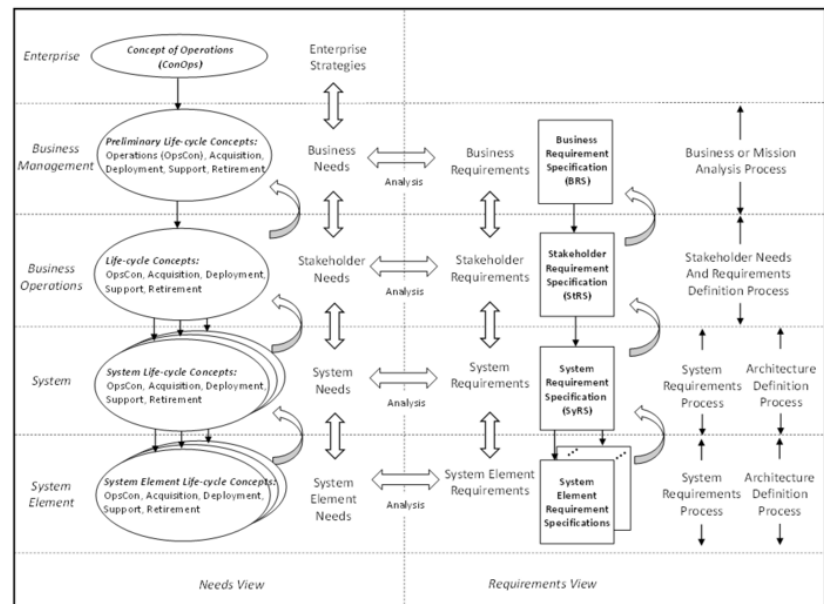 Enterprise
Concept of Operations
(ConOps)
Enterprise
Strategies
Business
Management
Preliminary Life-cycle Concepts:
Operations (OpsCon), Acquisition,
Deployment, Support, Retirement
Business
Needs
Analysis
Business
Requirements
Business
Requirement
Specification
(BRS)
Business or Mission
Analysis Process
Business
Operations
Life-cycle Concepts:
OpsCon, Acquisition, Deployment,
Support, Retirement
Stakeholder
Needs
Analysis
Stakeholder
Requirements
Stakeholder
Requirement
Specification
(StRS)
Stakeholder Needs
And Requirements
Definition Process
System
System Life-cycle Concepts:
OpsCon, Acquisition, Deployment,
Support, Retirement
System
Needs
Analysis
System
Requirements
System
Requirement
Specification
(SyRS)
System
Requirements
Process
Architecture
Definition
Process
System
Element
System Element Life-cycle Concepts:
OpsCon, Acquisition, Deployment,
Support, Retirement
System
Element
Needs
Analysis
System Element
Requirements
System
Element
Requirement
Specifications
System
Requirements
Process
Architecture
Definition
Process
Needs View
Requirements View